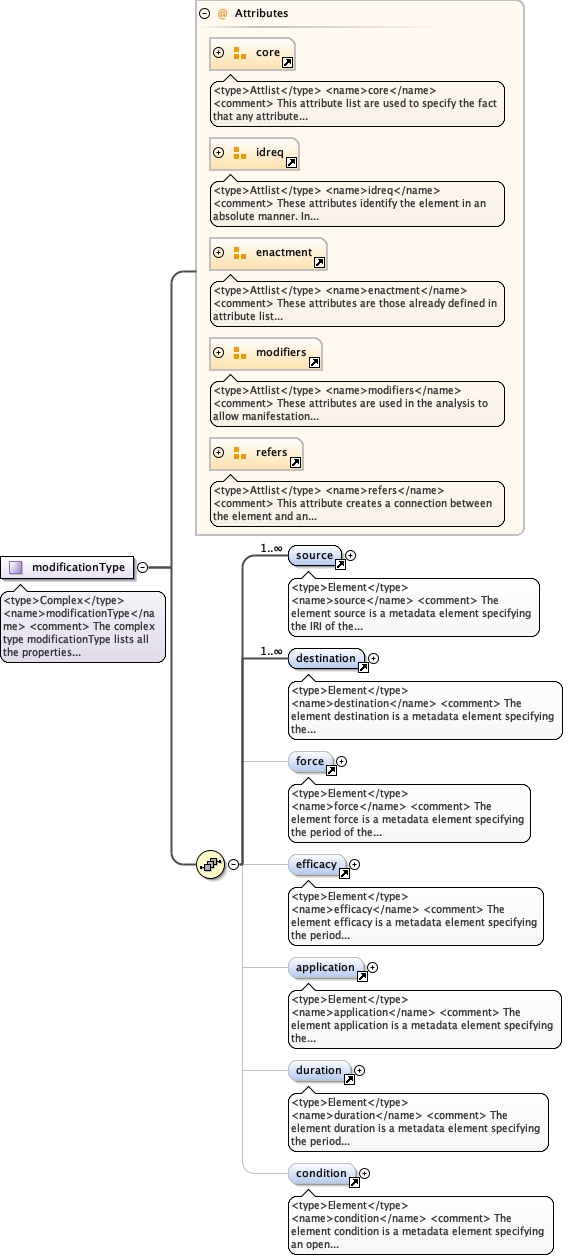 @ Attributes
core
<type>Attlist</type> <name>core</name>
<comment> This attribute list are used to specify the fact
that any attribute...
idreq
<type>Attlist</type> <name>idreq</name>
<comment> These attributes identify the element in an
absolute manner. In...
enactment
<type>Attlist</type> <name>enactment</name>
<comment> These attributes are those already defined in
attribute list...
modifiers
<type>Attlist</type> <name>modifiers</name>
<comment> These attributes are used in the analysis to
allow manifestation...
refers
<type>Attlist</type> <name>refers</name>
<comment> This attribute creates a connection between
the element and an...
modificationType
<type>Complex</type>
<name>modificationType</na
me> <comment> The complex
type modificationType lists all
the properties...
1..∞ source
<type>Element</type>
<name>source</name> <comment> The
element source is a metadata element specifying
the IRI of the...
1..∞ destination
<type>Element</type>
<name>destination</name> <comment> The
element destination is a metadata element specifying
the...
force
<type>Element</type>
<name>force</name> <comment> The
element force is a metadata element specifying
the period of the...
efficacy
<type>Element</type>
<name>efficacy</name> <comment> The
element efficacy is a metadata element specifying
the period...
application
<type>Element</type>
<name>application</name> <comment> The
element application is a metadata element specifying
the...
duration
<type>Element</type>
<name>duration</name> <comment> The
element duration is a metadata element specifying
the period...
condition
<type>Element</type>
<name>condition</name> <comment> The
element condition is a metadata element specifying
an open...